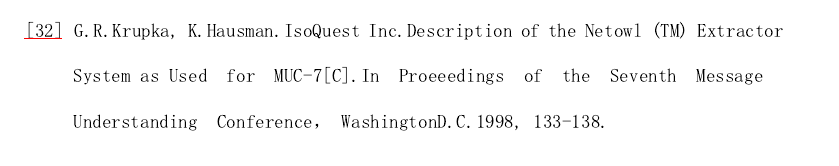 [32] G.R.Krupka, K.Hausman.IsoQuest Inc.Description of the Netowl (TM) Extractor
System as Used for MUC-7[C].In Proeeedings of the Seventh Message
Understanding Conference, WashingtonD.C.1998, 133-138.